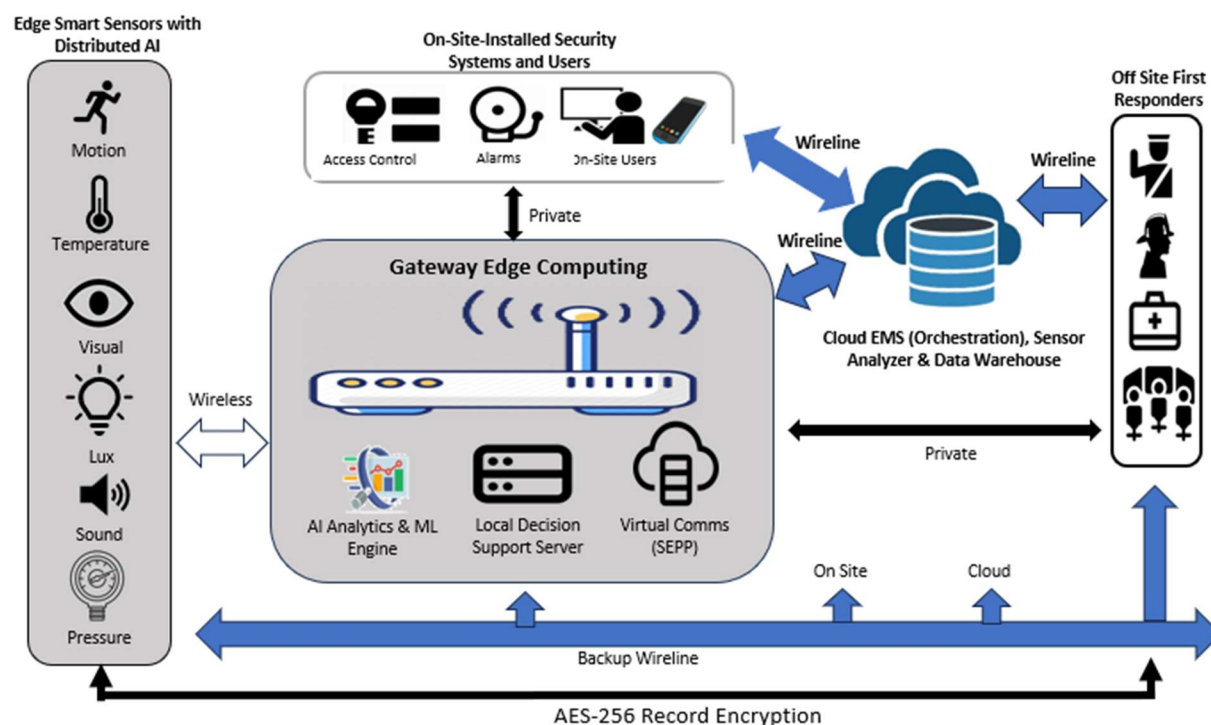 Edge Smart Sensors with
Distributed AI
Motion
Temperature
Visual
Lux
Sound
Pressure
On-Site-Installed Security
Systems and Users
Access Control
Alarms
On-Site Users
Private
Wireline
Wireline
Wireline
Off Site First
Responders
Gateway Edge Computing
Wireless
AI Analytics & ML
Engine
Local Decision
Support Server
Virtual Comms
(SEPP)
Cloud EMS (Orchestration), Sensor
Analyzer & Data Warehouse
Private
On Site
Cloud
Backup Wireline
AES-256 Record Encryption